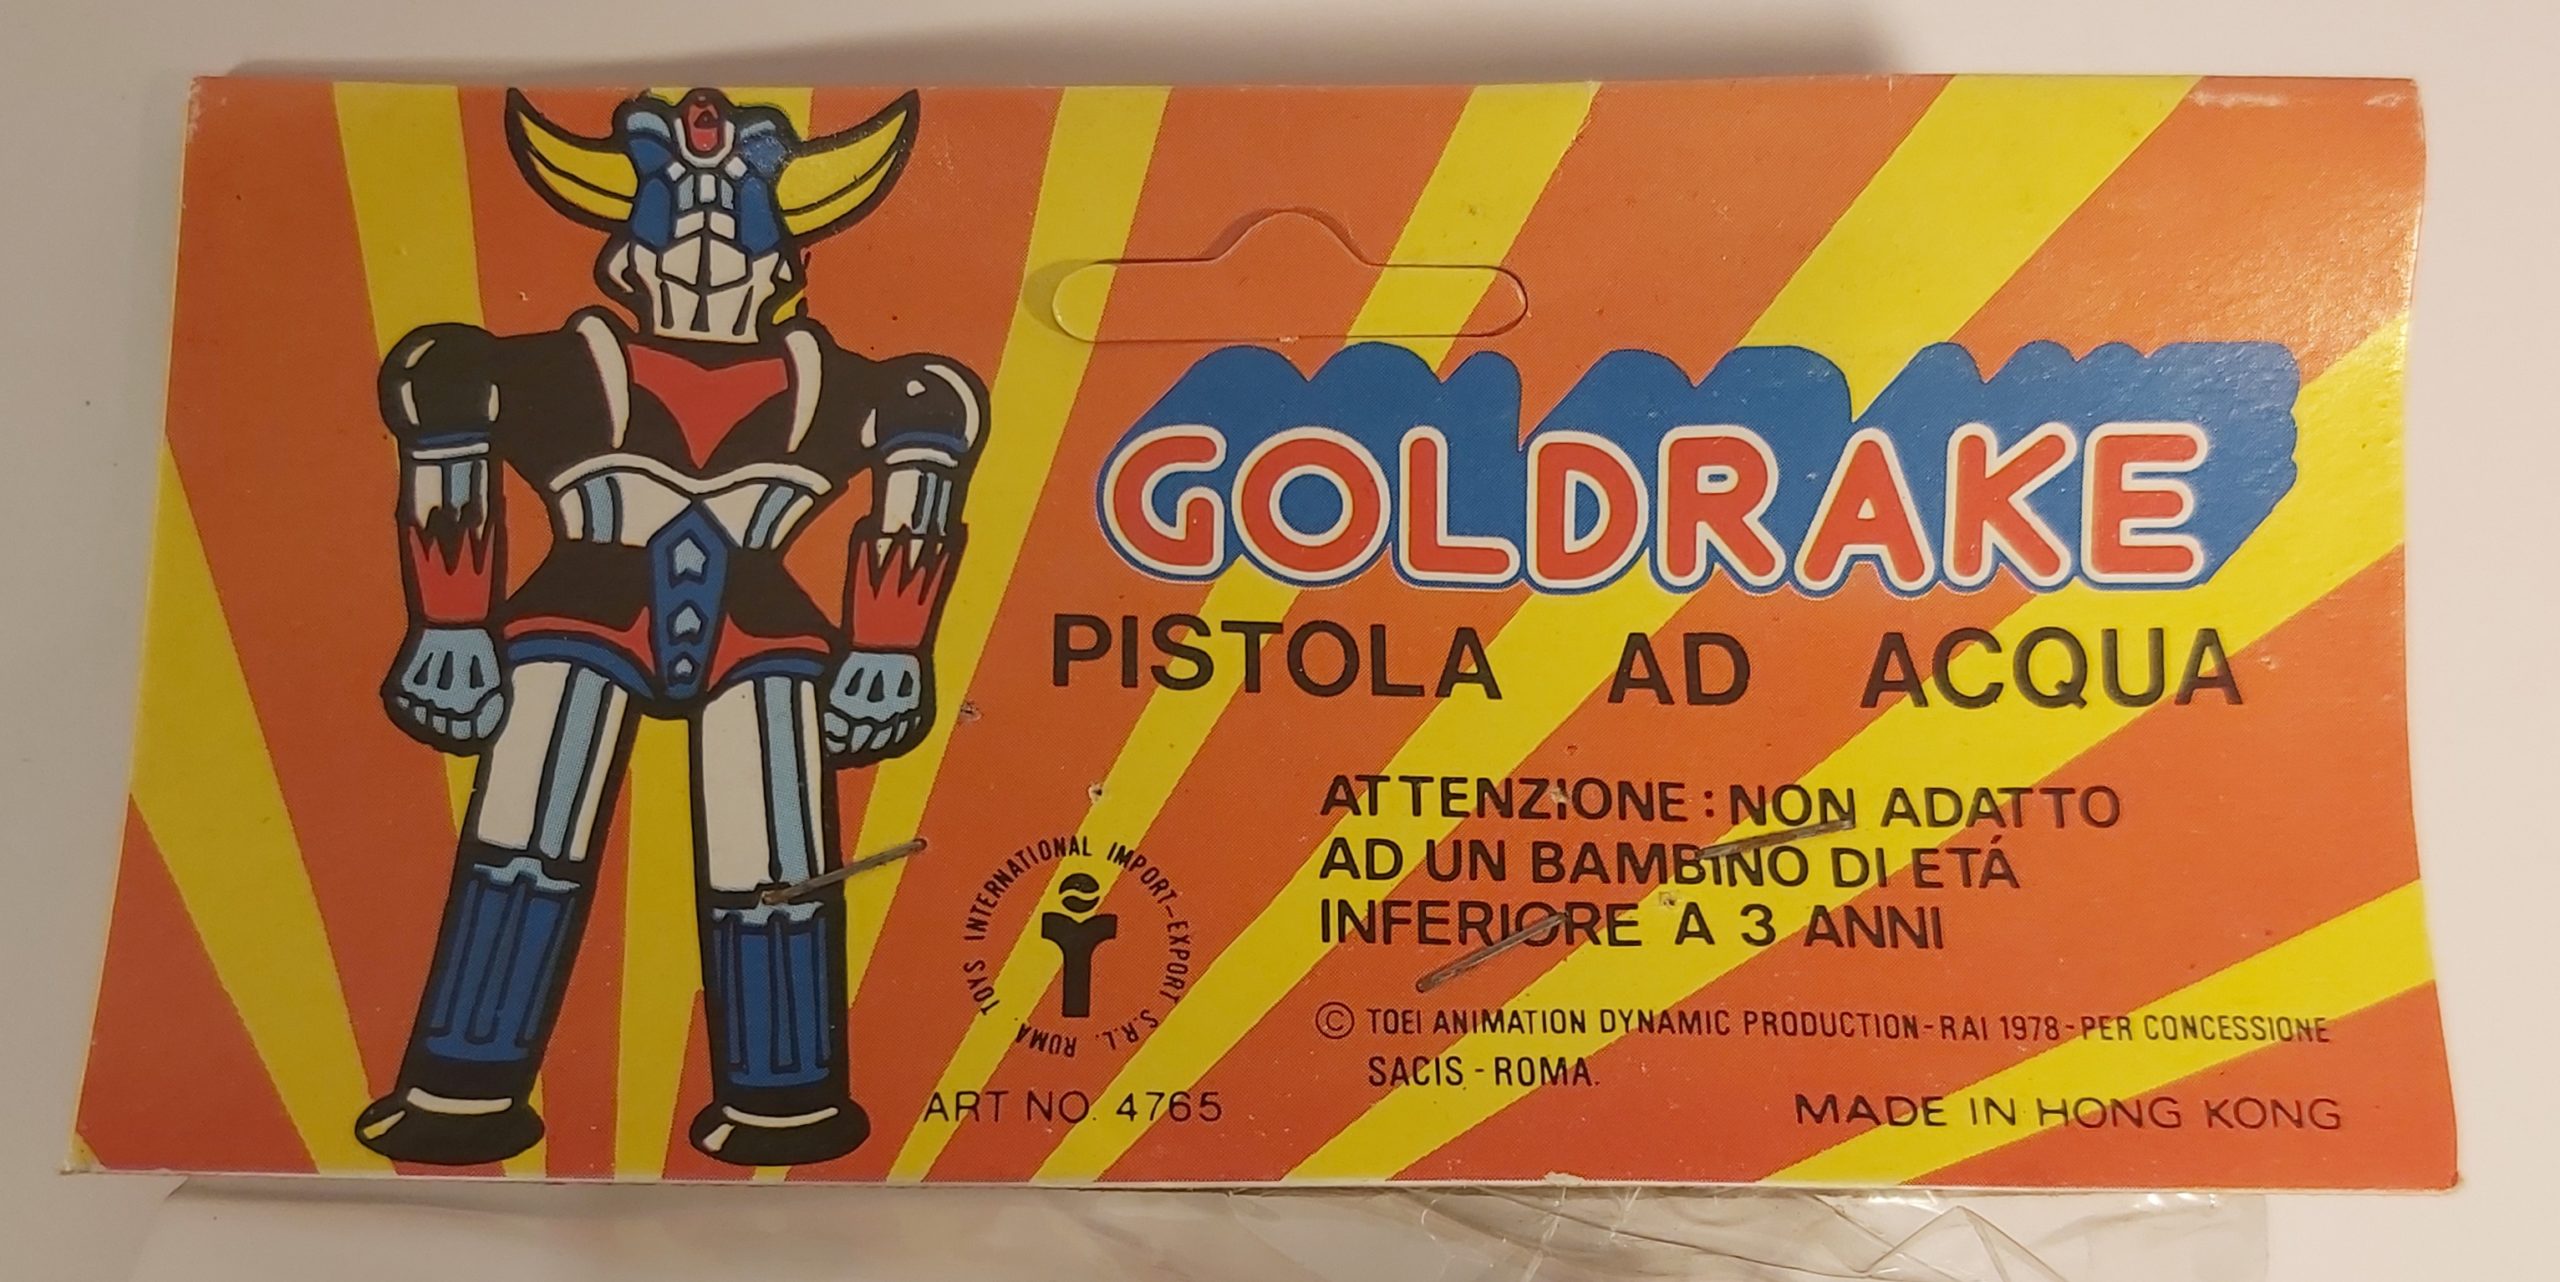 GOLDRAKE
PISTOLA AD ACQUA
ATTENZIONE: NON ADATTO
AD UN BAMBINO DI ETÁ
INFERIORE A 3 ANNI
TOYS INTERNATIONAL IMPORT-EXPORT S.R.L. ROMA.
© TOEI ANIMATION DYNAMIC PRODUCTION-RAI 1978-PER CONCESSIONE
SACIS - ROMA.
ART NO. 4765
MADE IN HONG KONG